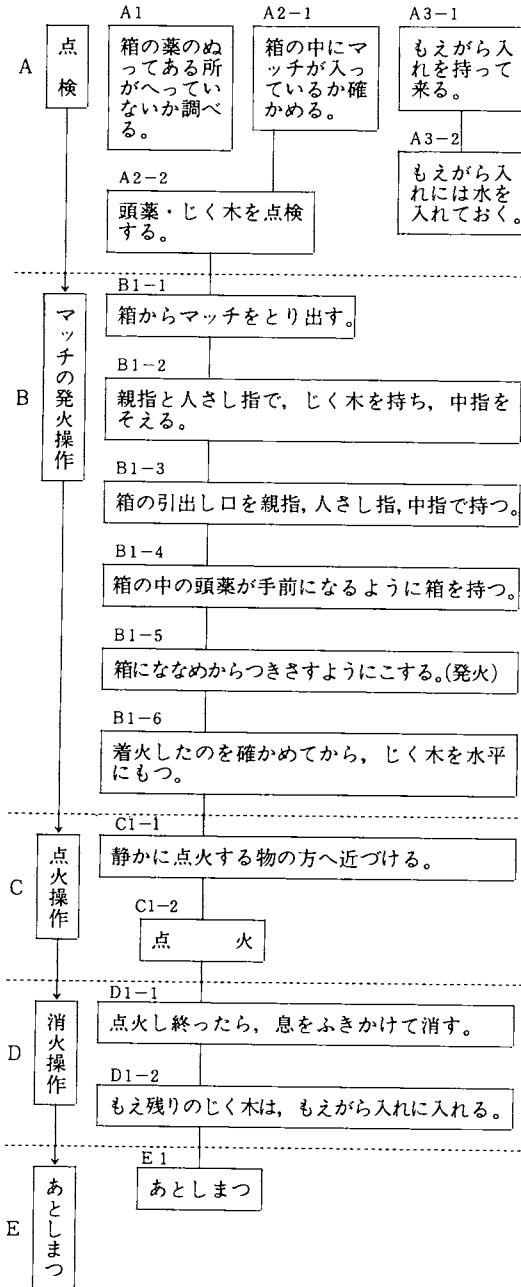 A
点検
A1
箱の薬のぬ
ってある所
がへってい
ないか調べ
る。
A2-1
箱の中にマ
ッチが入っ
ているか確
かめる。
A3-1
もえがら
入れを持って
来る。
A3-2
もえがら入
れには水を
入れておく。
A2-2
頭薬・じく木を点検
する。
B
マッチの発火操作
B1-1
箱からマッチをとり出す。
B1-2
親指と人さし指で,じく木を持ち,中指を
そえる。
B1-3
箱の引出し口を親指,人さし指,中指で持つ。
B1-4
箱の中の頭薬が手前になるように箱を持つ。
B1-5
箱にななめからつきさすようにこする。(発火)
B1-6
着火したのを確かめてから,じく木を水平
にもつ。
C
点火操作
C1-1
静かに点火する物の方へ近づける。
C1-2
点 火
D
消火操作
D1-1
点火し終ったら,息をふきかけて消す。
D1-2
もえ残りのじく木は,もえがら入れに入れる。
E
あとしまつ
E1
あとしまつ